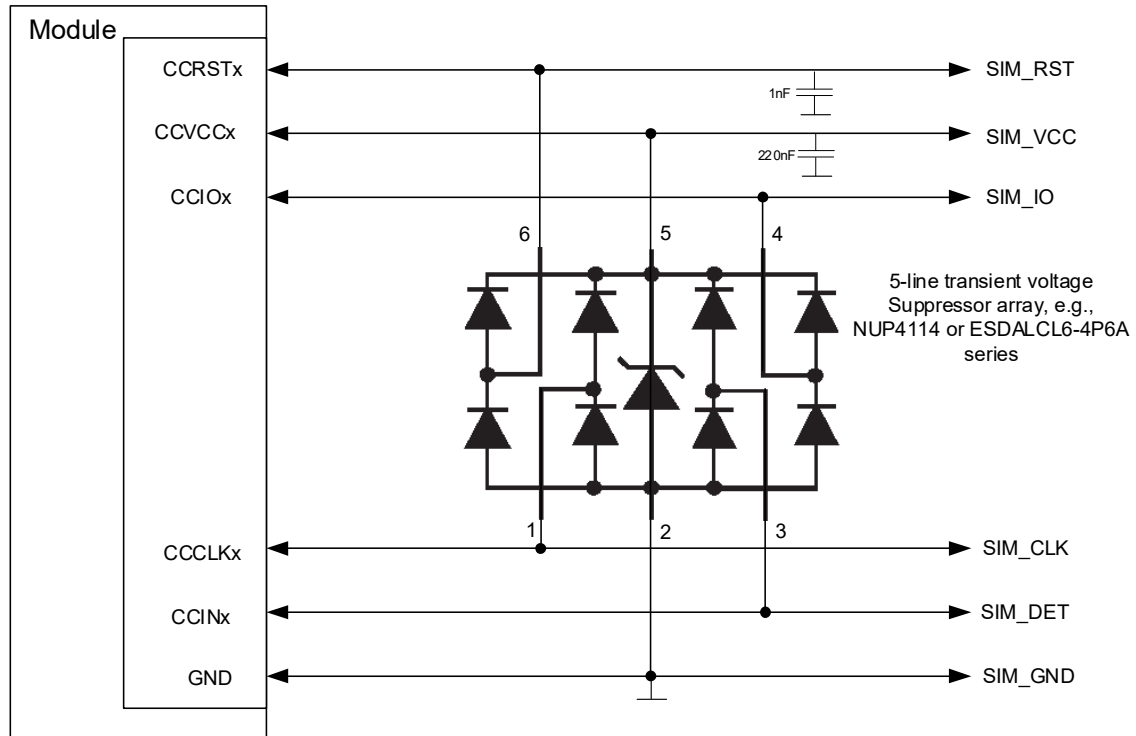 Module
CCRSTx
SIM_RST
1nF
CCVCCx
SIM_VCC
220nF
CCIOx
SIM_IO
6
5
4
5-line transient voltage
Suppressor array, e.g.,
NUP4114 or ESDALCL6-4P6A
series
1
2
3
CCCLKx
SIM_CLK
CCINx
SIM_DET
GND
SIM_GND